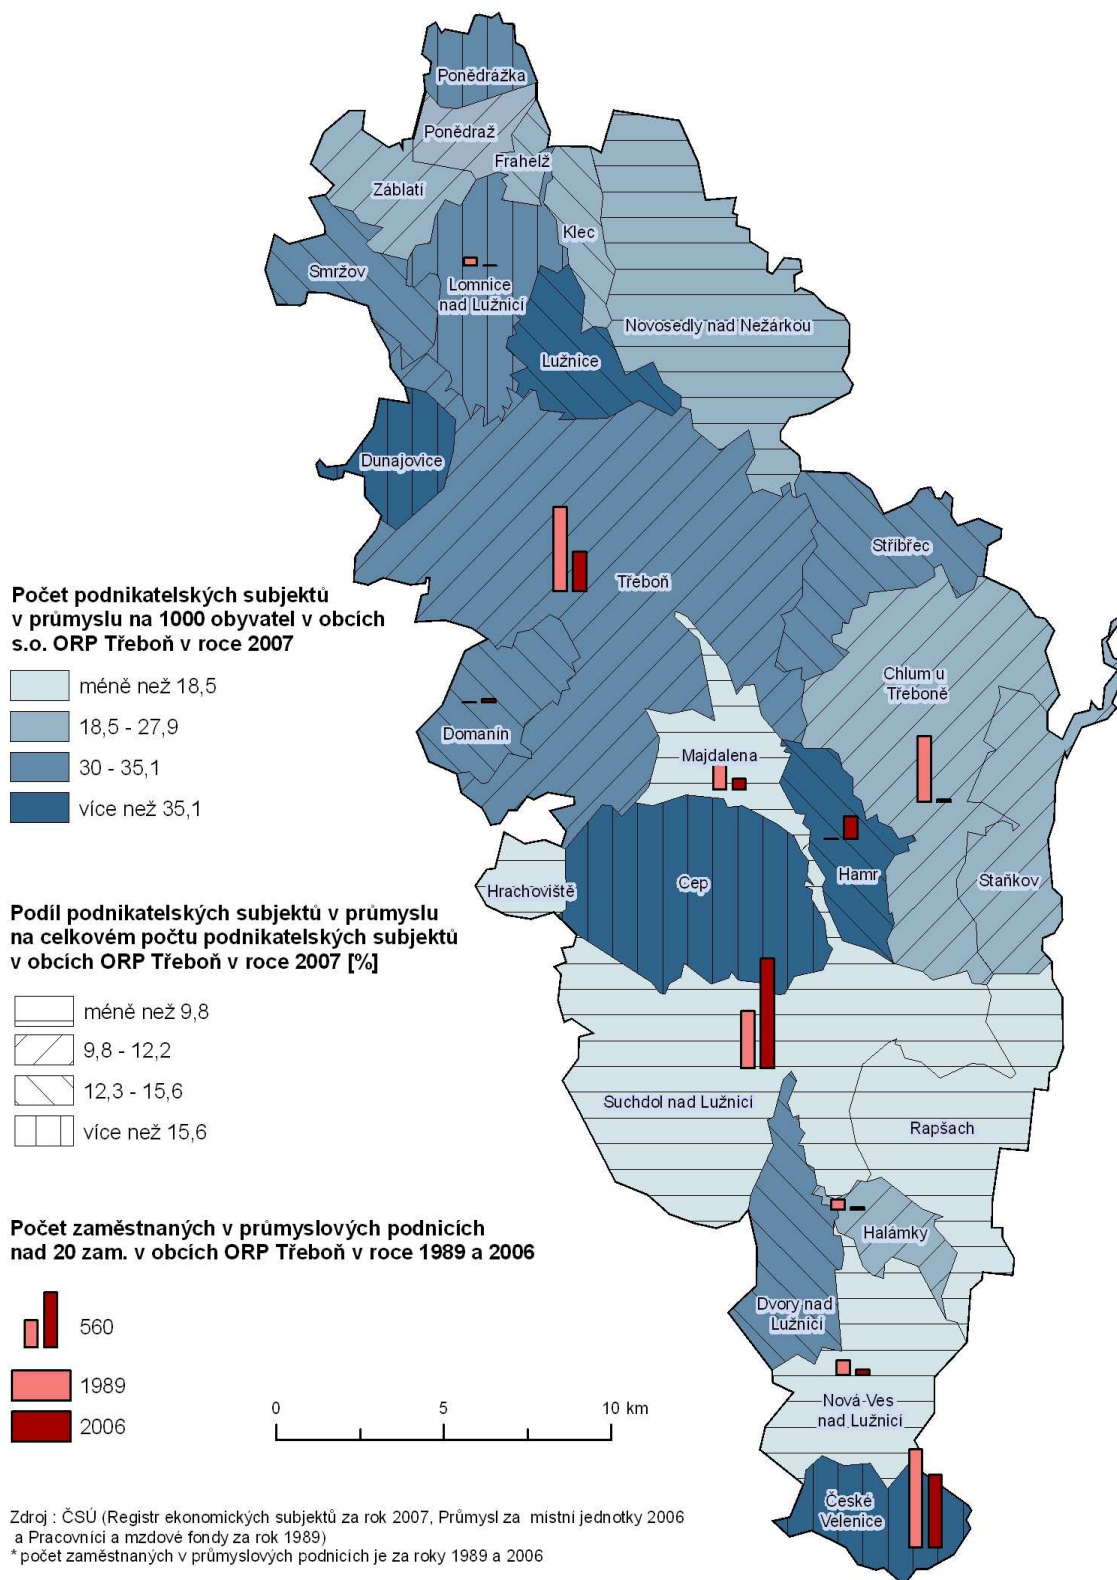 Ponědrážka
Ponědraž
Frahelž
Záblatí
Klec
Smržov
Lomnice
nad Lužnicí
Novosedly nad Nežárkou
Lužnice
Dunajovice
Stříbřec
Třeboň
Počet podnikatelských subjektů
v průmyslu na 1000 obyvatel v obcích
s.o. ORP Třeboň v roce 2007
méně než 18,5
18,5 - 27,9
30 - 35,1
více než 35,1
Chlum u
Třeboně
Domanín
Majdalena
Hrachoviště
Cep
Hamr
Staňkov
Podíl podnikatelských subjektů v průmyslu
na celkovém počtu podnikatelských subjektů
v obcích ORP Třeboň v roce 2007 [%]
méně než 9,8
9,8 - 12,2
12,3 - 15,6
více než 15,6
Suchdol nad Lužnicí
Rapšach
Halámky
Dvory nad
Lužnicí
Počet zaměstnaných v průmyslových podnicích
nad 20 zam. v obcích ORP Třeboň v roce 1989 a 2006
560
1989
2006
0 5 10 km
Nová Ves
nad Lužnicí
České
Velenice
Zdroj : ČSÚ (Registr ekonomických subjektů za rok 2007, Průmysl za místní jednotky 2006
a Pracovníci a mzdové fondy za rok 1989)
* počet zaměstnaných v průmyslových podnicích je za roky 1989 a 2006